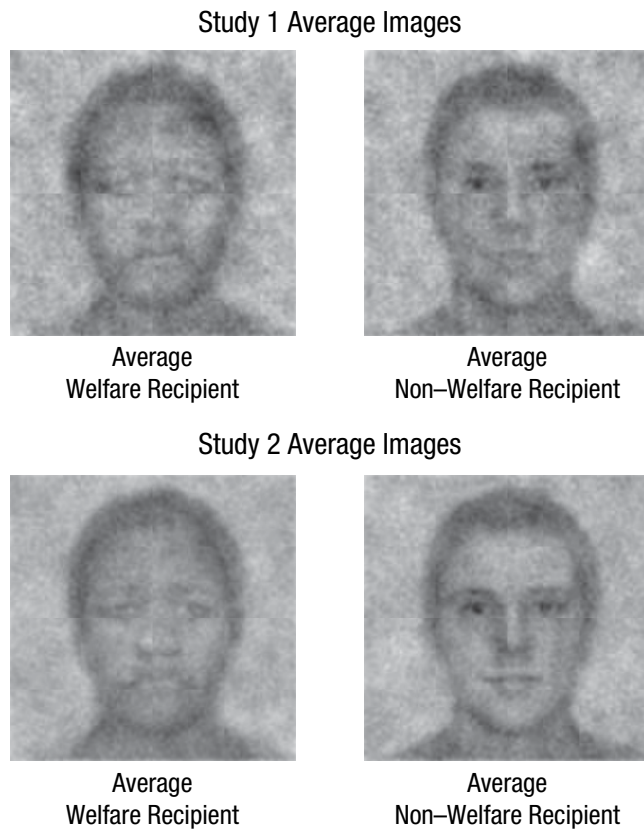 Study 1 Average Images
Average
Welfare Recipient
Average
Non–Welfare Recipient
Study 2 Average Images
Average
Welfare Recipient
Average
Non–Welfare Recipient